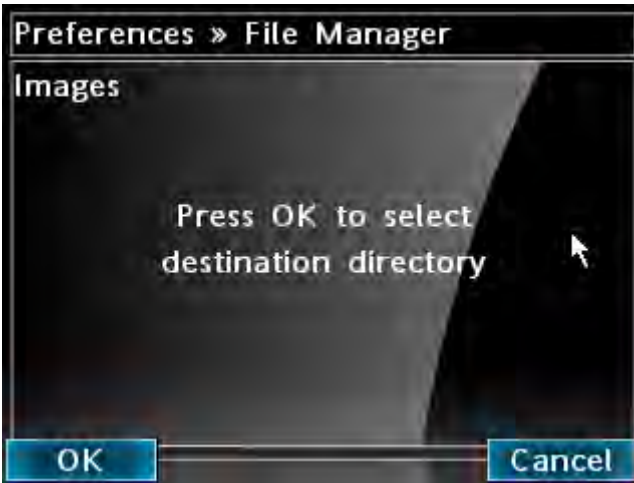 Preferences » File Manager
Images
Press OK to select
destination directory
OK
Cancel